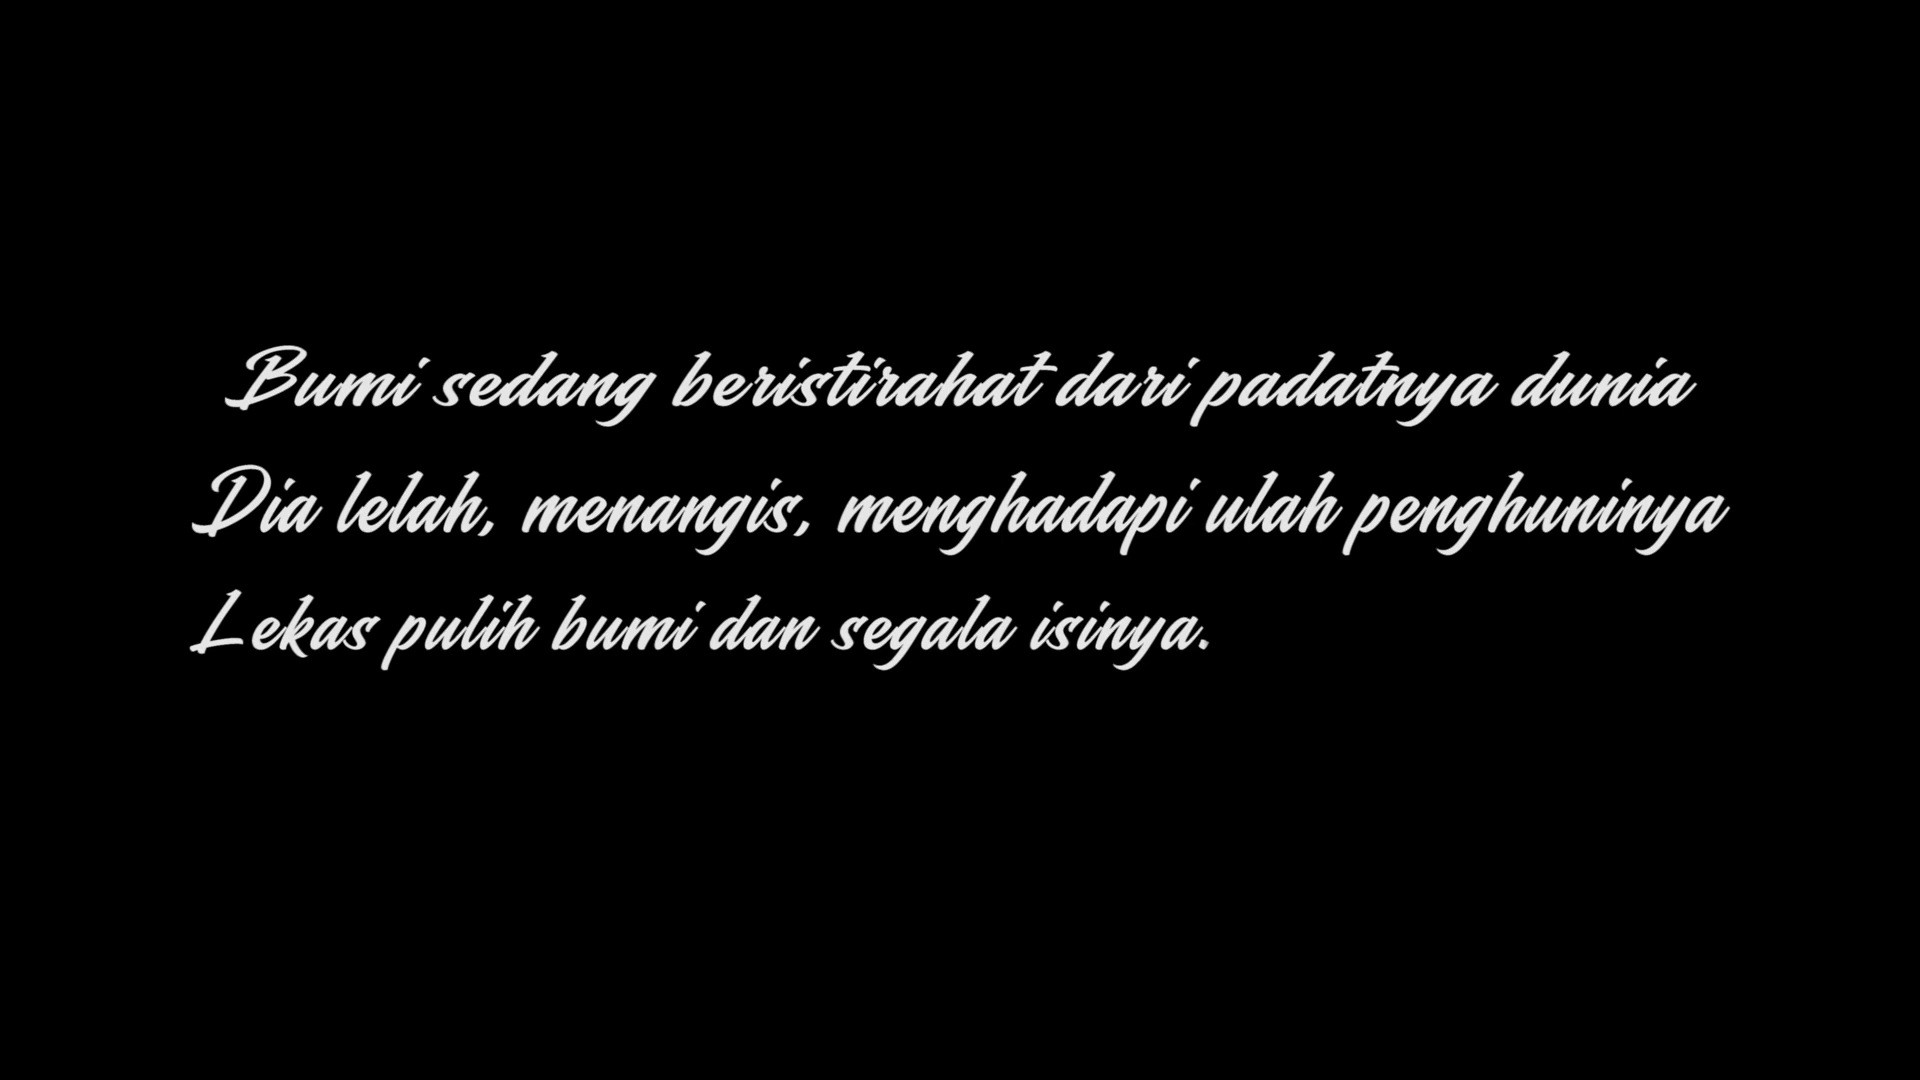 Bumi sedang beristirahat dari padatnya dunia
Dia lelah, menangis, menghadapi ulah penghuninya
Lekas pulih bumi dan segala isinya.